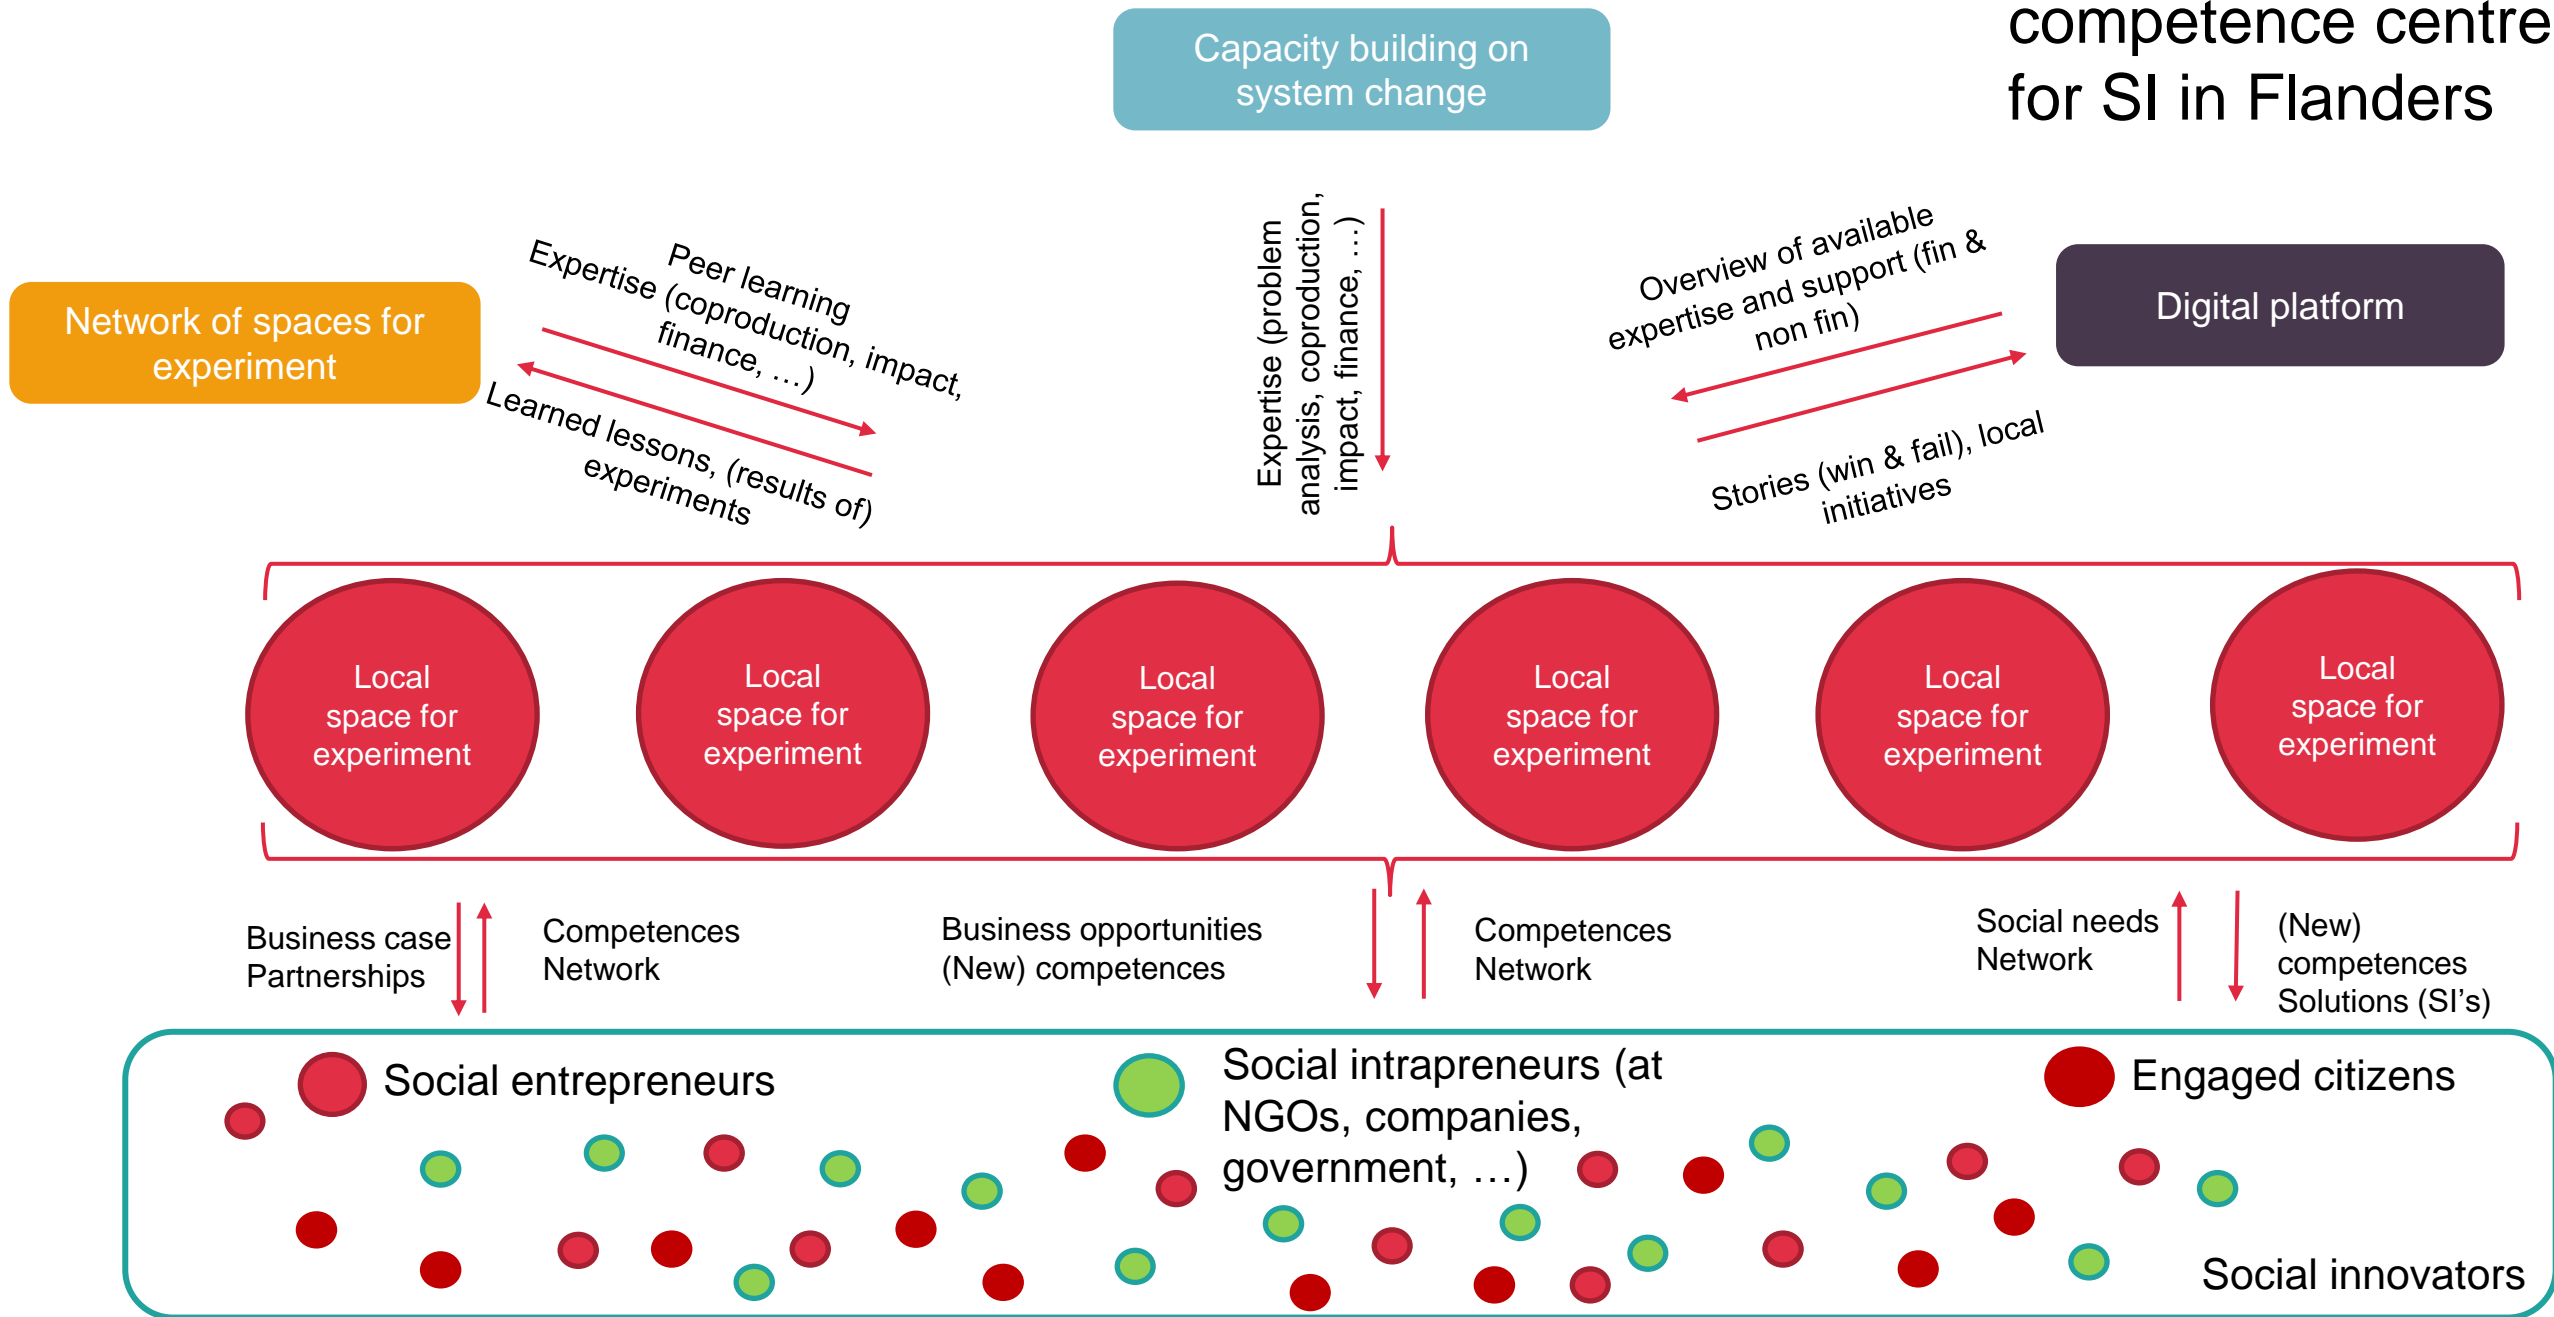 competence centre
for SI in Flanders
Capacity building on
system change
Network of spaces for
experiment
Peer learning
Expertise (coproduction, impact,
finance, …)
Learned lessons, (results of)
experiments
Expertise (problem
analysis, coproduction,
impact, finance, …)
Overview of available
expertise and support (fin &
non fin)
Stories (win & fail), local
initiatives
Digital platform
Local
space for
experiment
Local
space for
experiment
Local
space for
experiment
Local
space for
experiment
Local
space for
experiment
Local
space for
experiment
Business case
Partnerships
Competences
Network
Business opportunities
(New) competences
Competences
Network
Social needs
Network
(New)
competences
Solutions (SI's)
Social entrepreneurs
Social intrapreneurs (at
NGOs, companies,
government, …)
Engaged citizens
Social innovators